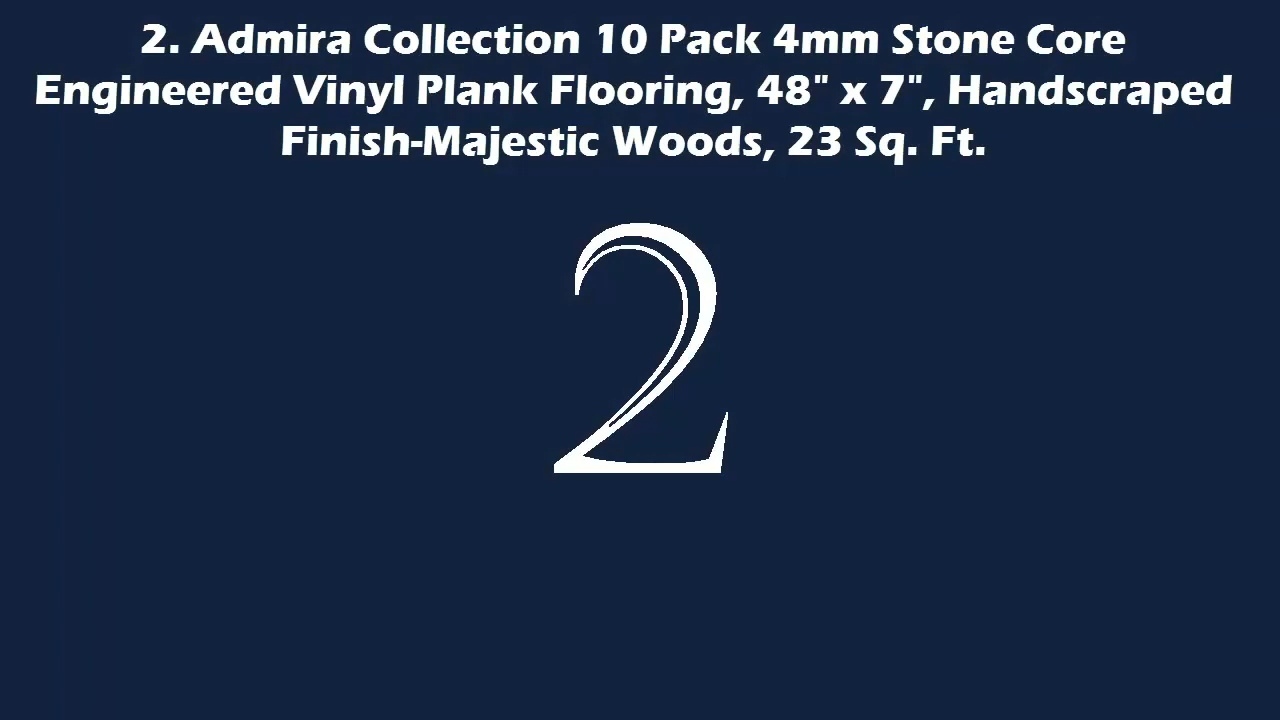 2. Admira Collection 10 Pack 4mm Stone Core
Engineered Vinyl Plank Flooring, 48" x 7", Handscraped
Finish-Majestic Woods, 23 Sq. Ft.
2